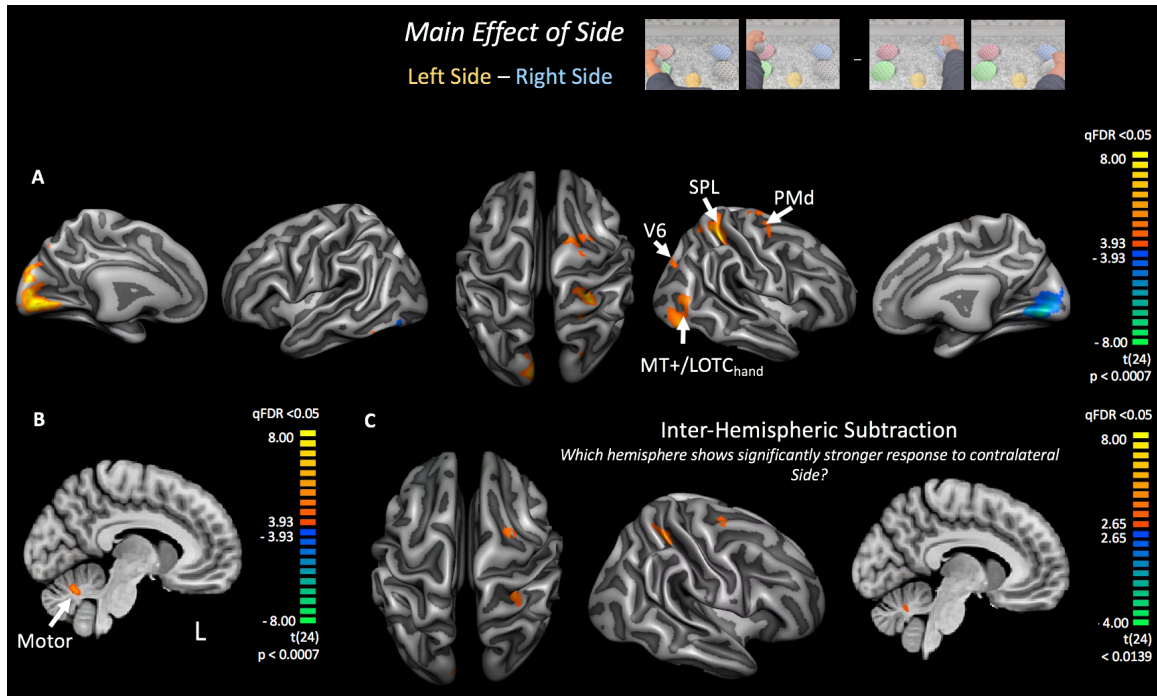 Main Effect of Side
Left Side – Right Side
–
A
SPL
PMd
V6
MT+/LOTChand
qFDR <0.05
8.00
3.93
- 3.93
- 8.00
t(24)
p < 0.0007
B
qFDR <0.05
8.00
3.93
- 3.93
- 8.00
t(24)
p < 0.0007
Motor
L
C
Inter-Hemispheric Subtraction
Which hemisphere shows significantly stronger response to contralateral
Side?
qFDR <0.05
8.00
2.65
2.65
- 4.00
t(24)
< 0.0139